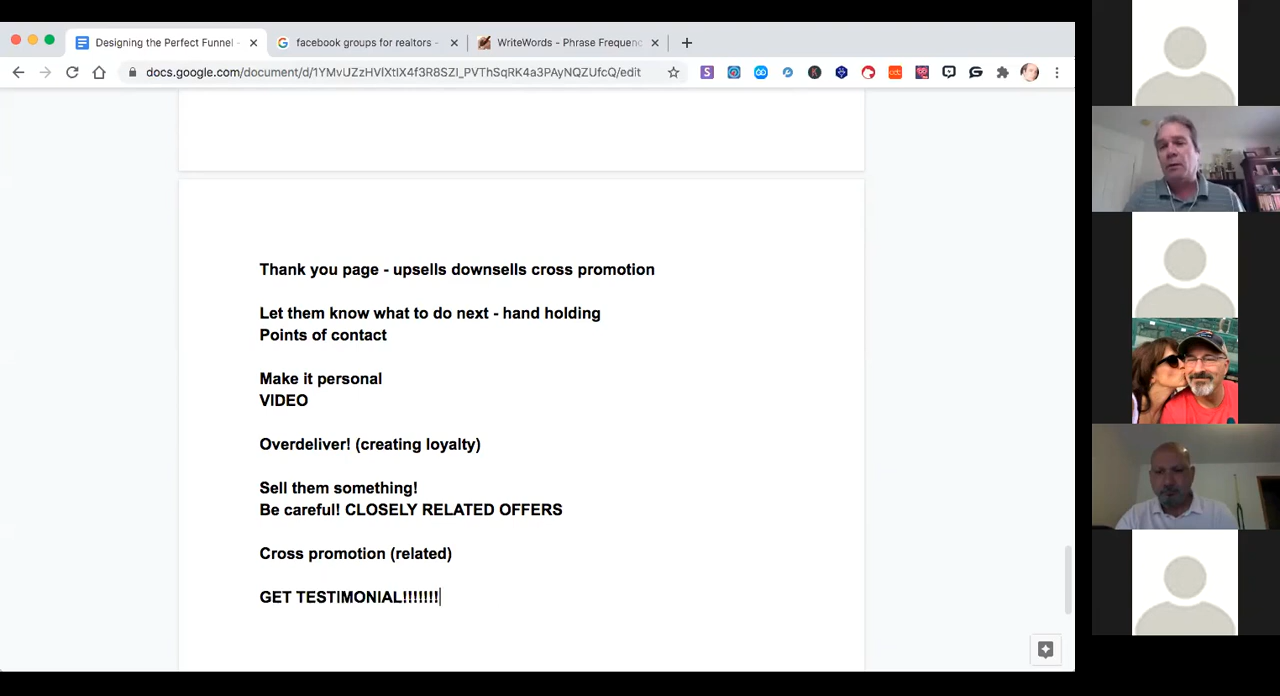 Designing the Perfect Funnel -
facebook groups for realtors -
WriteWords - Phrase Frequenc
docs.google.com/document/d/1YMvUZzHVlXtIX4f3R8SZI_PVThSqRK4a3PAyNQZUfcQ/edit
Thank you page - upsells downsells cross promotion
Let them know what to do next - hand holding
Points of contact
Make it personal
VIDEO
Overdeliver! (creating loyalty)
Sell them something!
Be careful! CLOSELY RELATED OFFERS
Cross promotion (related)
GET TESTIMONIAL!!!!!!!